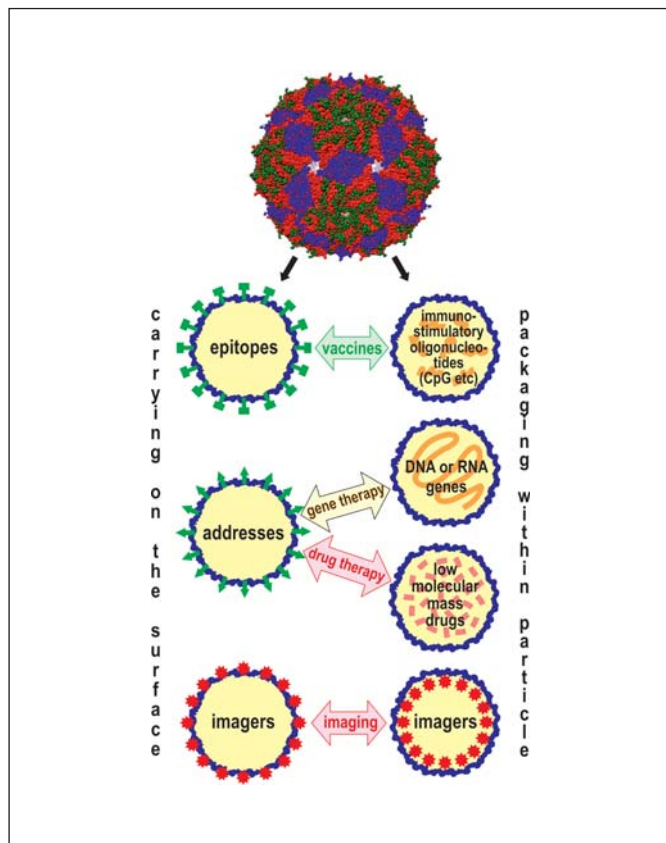 carrying on the surface
packaging within particle
epitopes
vaccines
immuno-
stimulatory
oligonucleo-
tides
(CpG etc)
addresses
gene therapy
DNA or RNA
genes
drug therapy
low
molecular
mass
drugs
imagers
imaging
imagers